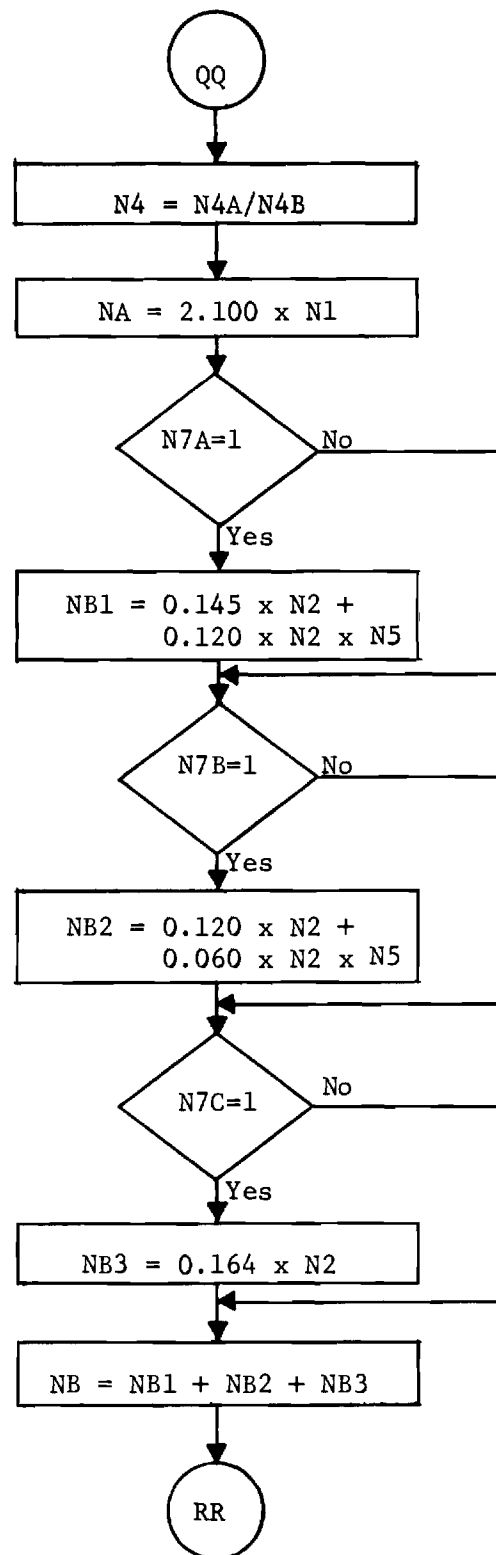 QQ
N4 = N4A/N4B
NA = 2.100 x N1
N7A=1
No
Yes
NB1 = 0.145 x N2 +
0.120 x N2 x N5
N7B=1
No
Yes
NB2 = 0.120 x N2 +
0.060 x N2 x N5
N7C=1
No
Yes
NB3 = 0.164 x N2
NB = NB1 + NB2 + NB3
RR